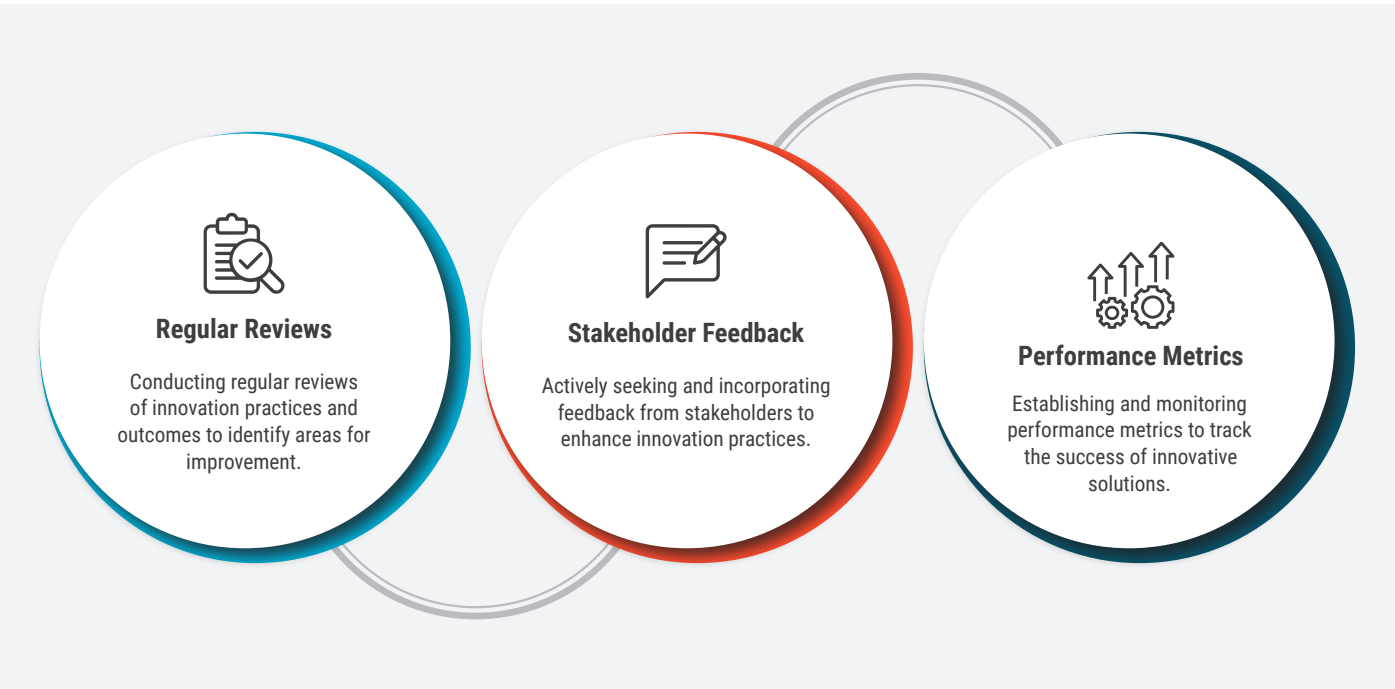 Regular Reviews
Conducting regular reviews
of innovation practices and
outcomes to identify areas for
improvement.
Stakeholder Feedback
Actively seeking and incorporating
feedback from stakeholders to
enhance innovation practices.
Performance Metrics
Establishing and monitoring
performance metrics to track
the success of innovative
solutions.